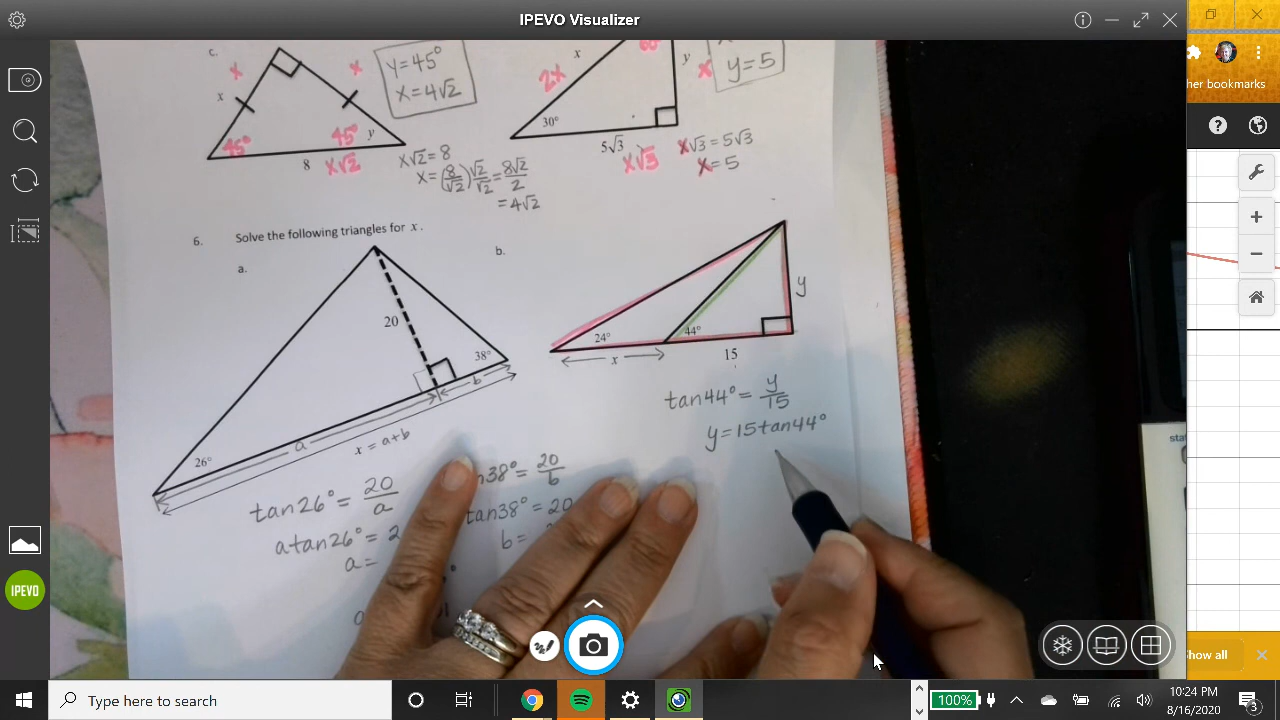 IPEVO Visualizer
her bookmarks
c.
x
x
x
45°
45°
y
8
x√2
y=45°
x=4√2
x√2=8
x=(8/√2)√2/√2=8√2/2
=4√2
x
2x
60°
y
x
30°
5√3
x√3
y=5
x√3=5√3
x=5
6. Solve the following triangles for x.
a.
20
38°
26°
a
b
x=a+b
tan26°=20/a
atan26°=2
a=
38°=20/b
tan38°=20
b=
b.
24°
44°
x
15
y
tan44°=y/15
y=15tan44°
IPEVO
Show all
Type here to search
100%
10:24 PM
8/16/2020
3